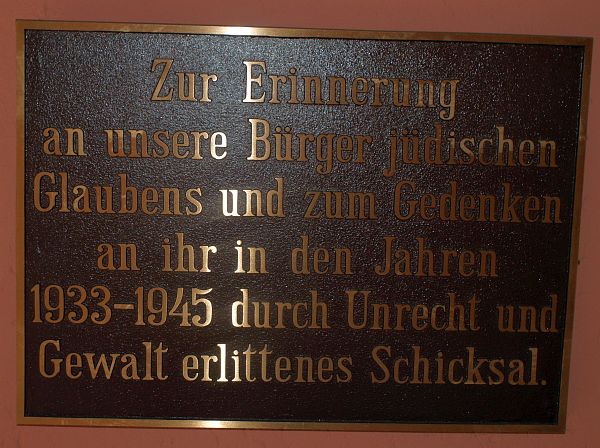 Zur Erinnerung
an unsere Bürger jüdischen
Glaubens und zum Gedenken
an ihr in den Jahren
1933-1945 durch Unrecht und
Gewalt erlittenes Schicksal.